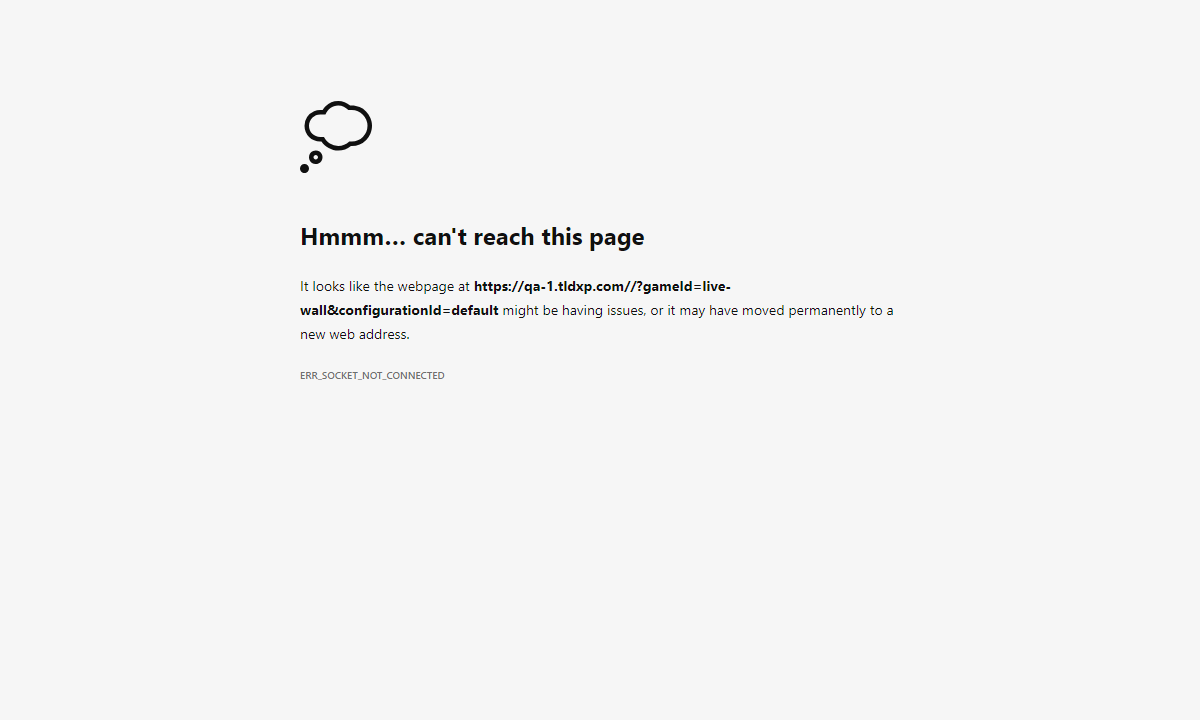 Hmmm... can't reach this page
It looks like the webpage at https://qa-1.tldxp.com//?gameId=live-
wall&configurationId=default might be having issues, or it may have moved permanently to a
new web address.
ERR_SOCKET_NOT_CONNECTED